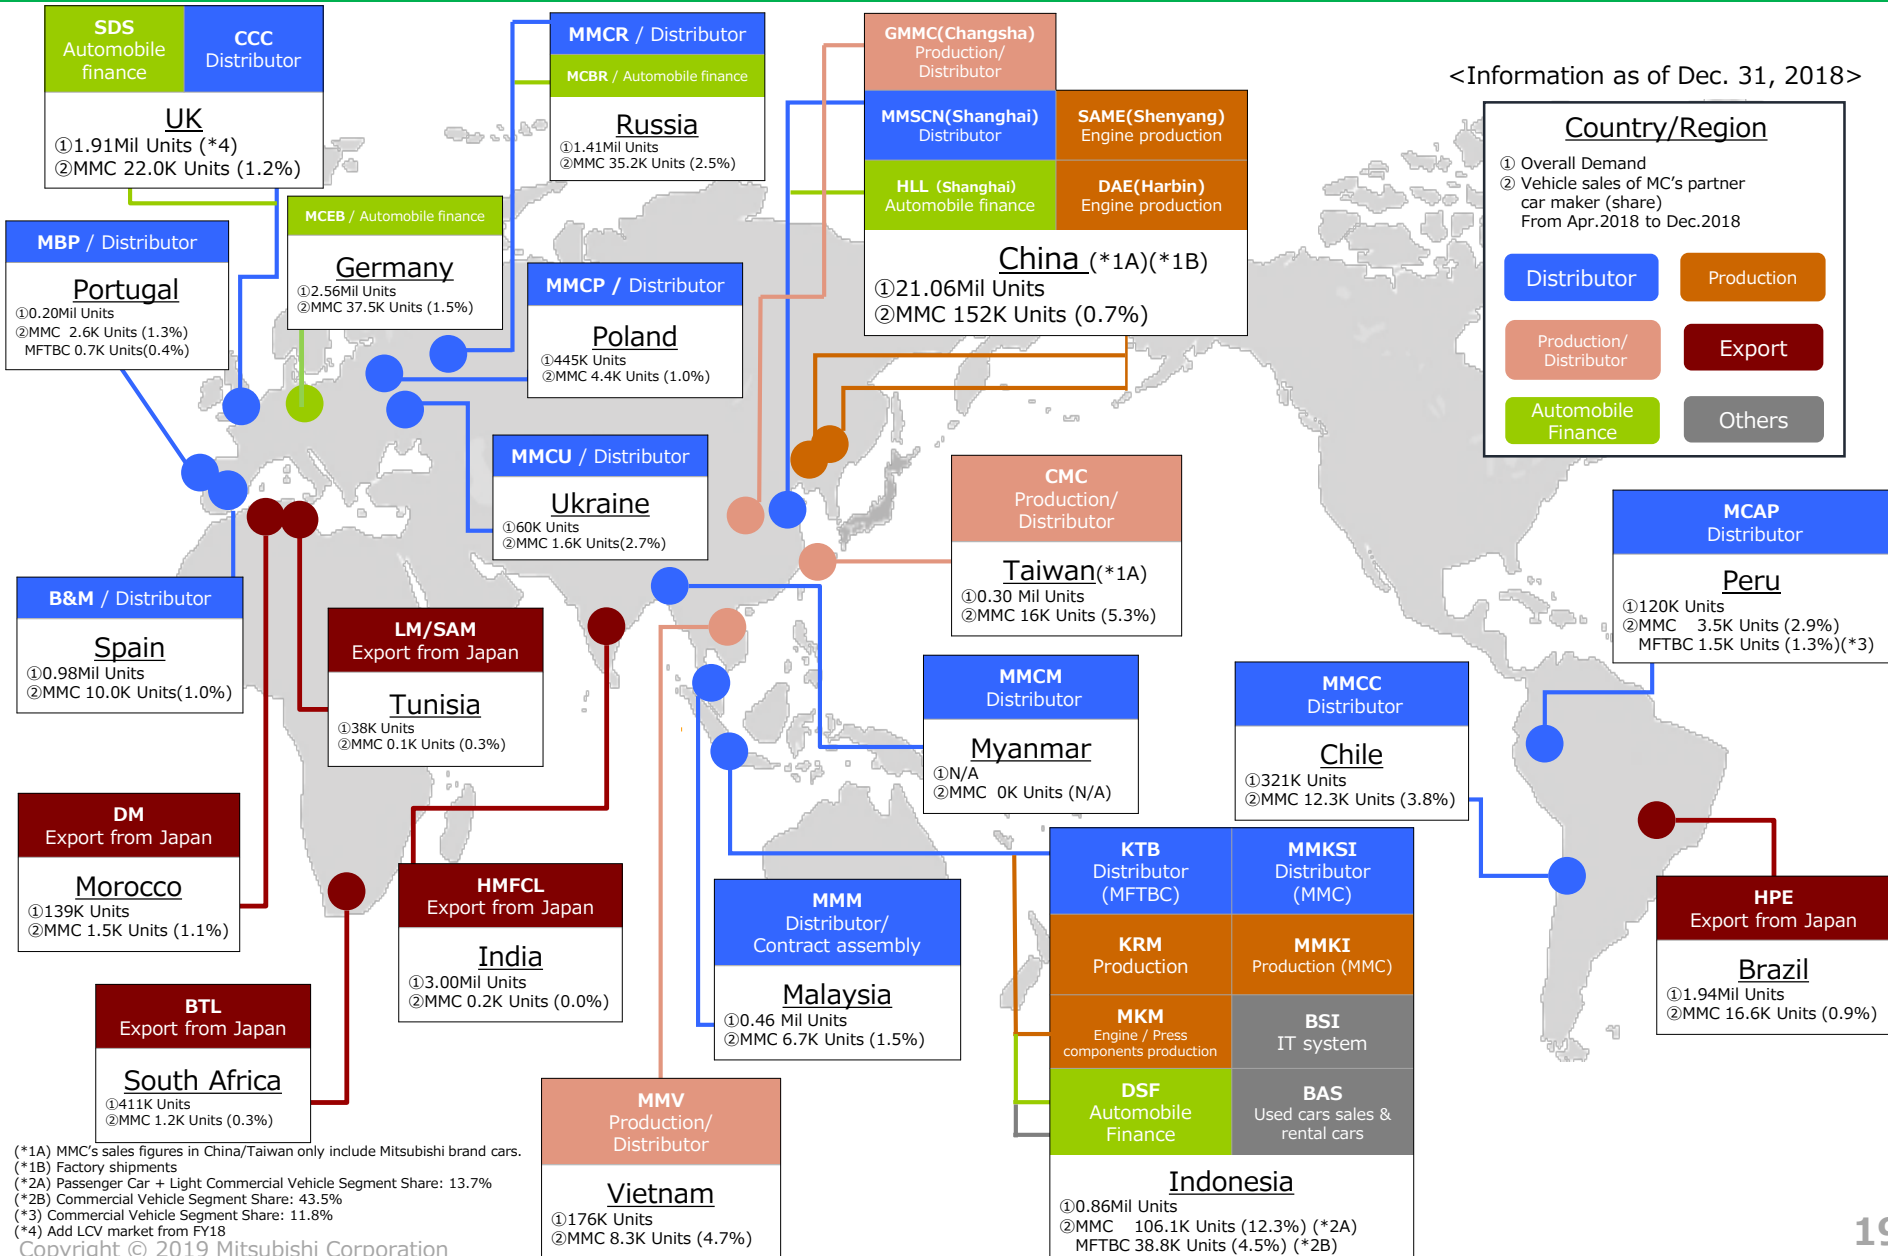 SDS
Automobile
finance
CCC
Distributor
UK
①1.91Mil Units (*4)
②MMC 22.0K Units (1.2%)
MMCR / Distributor
MCBR / Automobile finance
Russia
①1.41Mil Units
②MMC 35.2K Units (2.5%)
GMMC(Changsha)
Production/
Distributor
MMSCN(Shanghai)
Distributor
SAME(Shenyang)
Engine production
HLL (Shanghai)
Automobile finance
DAE(Harbin)
Engine production
China (*1A)(*1B)
①21.06Mil Units
②MMC 152K Units (0.7%)
<Information as of Dec. 31, 2018>
Country/Region
① Overall Demand
② Vehicle sales of MC's partner
car maker (share)
From Apr.2018 to Dec.2018
Distributor
Production
Production/
Distributor
Export
Automobile
Finance
Others
MBP / Distributor
Portugal
①0.20Mil Units
②MMC 2.6K Units (1.3%)
MFTBC 0.7K Units(0.4%)
MCEB / Automobile finance
Germany
①2.56Mil Units
②MMC 37.5K Units (1.5%)
MMCP / Distributor
Poland
①445K Units
②MMC 4.4K Units (1.0%)
MMCU / Distributor
Ukraine
①60K Units
②MMC 1.6K Units(2.7%)
CMC
Production/
Distributor
Taiwan(*1A)
①0.30 Mil Units
②MMC 16K Units (5.3%)
MCAP
Distributor
Peru
①120K Units
②MMC 3.5K Units (2.9%)
MFTBC 1.5K Units (1.3%)(*3)
B&M / Distributor
Spain
①0.98Mil Units
②MMC 10.0K Units(1.0%)
LM/SAM
Export from Japan
Tunisia
①38K Units
②MMC 0.1K Units (0.3%)
MMCM
Distributor
Myanmar
①N/A
②MMC 0K Units (N/A)
MMCC
Distributor
Chile
①321K Units
②MMC 12.3K Units (3.8%)
DM
Export from Japan
Morocco
①139K Units
②MMC 1.5K Units (1.1%)
HMFCL
Export from Japan
India
①3.00Mil Units
②MMC 0.2K Units (0.0%)
MMM
Distributor/
Contract assembly
Malaysia
①0.46 Mil Units
②MMC 6.7K Units (1.5%)
KTB
Distributor
(MFTBC)
MMKSI
Distributor
(MMC)
KRM
Production
MMKI
Production (MMC)
MKM
Engine / Press
components production
BSI
IT system
DSF
Automobile
Finance
BAS
Used cars sales &
rental cars
Indonesia
①0.86Mil Units
②MMC 106.1K Units (12.3%) (*2A)
MFTBC 38.8K Units (4.5%) (*2B)
HPE
Export from Japan
Brazil
①1.94Mil Units
②MMC 16.6K Units (0.9%)
BTL
Export from Japan
South Africa
①411K Units
②MMC 1.2K Units (0.3%)
MMV
Production/
Distributor
Vietnam
①176K Units
②MMC 8.3K Units (4.7%)
(*1A) MMC's sales figures in China/Taiwan only include Mitsubishi brand cars.
(*1B) Factory shipments
(*2A) Passenger Car + Light Commercial Vehicle Segment Share: 13.7%
(*2B) Commercial Vehicle Segment Share: 43.5%
(*3) Commercial Vehicle Segment Share: 11.8%
(*4) Add LCV market from FY18
Copyright © 2019 Mitsubishi Corporation
19